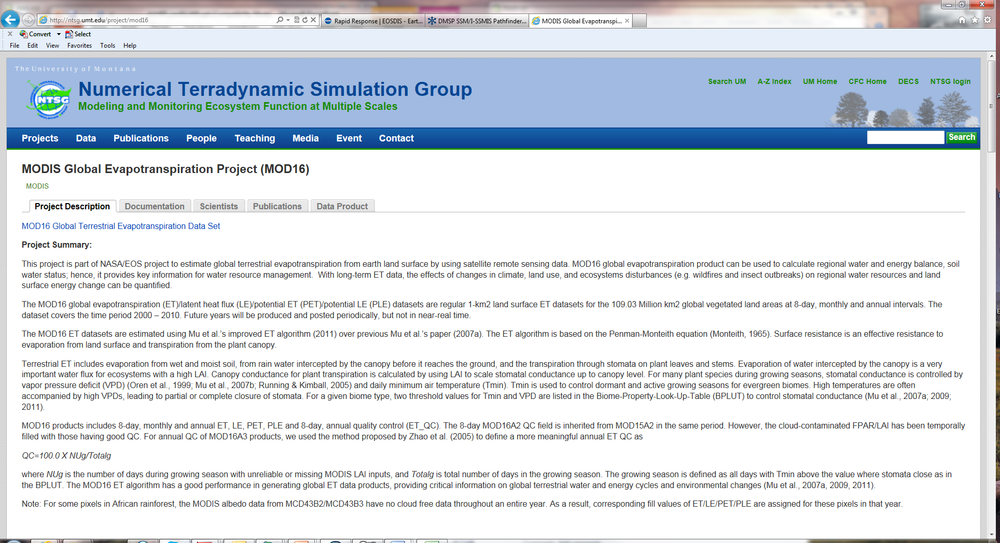 http://ntsg.umt.edu/project/mod16
Rapid Response | EOSDIS - Eart...
DMSP SSM/I-SSMIS Pathfinder...
MODIS Global Evapotranspi...
Convert
Select
File Edit View Favorites Tools Help
The University of Montana
NTSG
Numerical Terradynamic Simulation Group
Modeling and Monitoring Ecosystem Function at Multiple Scales
Search UM A-Z Index UM Home CFC Home DECS NTSG login
Projects Data Publications People Teaching Media Event Contact
Search
MODIS Global Evapotranspiration Project (MOD16)
MODIS
Project Description Documentation Scientists Publications Data Product
MOD16 Global Terrestrial Evapotranspiration Data Set
Project Summary:
This project is part of NASA/EOS project to estimate global terrestrial evapotranspiration from earth land surface by using satellite remote sensing data. MOD16 global evapotranspiration product can be used to calculate regional water and energy balance, soil
water status; hence, it provides key information for water resource management.  With long-term ET data, the effects of changes in climate, land use, and ecosystems disturbances (e.g. wildfires and insect outbreaks) on regional water resources and land
surface energy change can be quantified.
The MOD16 global evapotranspiration (ET)/latent heat flux (LE)/potential ET (PET)/potential LE (PLE) datasets are regular 1-km2 land surface ET datasets for the 109.03 Million km2 global vegetated land areas at 8-day, monthly and annual intervals. The
dataset covers the time period 2000 – 2010. Future years will be produced and posted periodically, but not in near-real time.
The MOD16 ET datasets are estimated using Mu et al.’s improved ET algorithm (2011) over previous Mu et al.’s paper (2007a). The ET algorithm is based on the Penman-Monteith equation (Monteith, 1965). Surface resistance is an effective resistance to
evaporation from land surface and transpiration from the plant canopy.
Terrestrial ET includes evaporation from wet and moist soil, from rain water intercepted by the canopy before it reaches the ground, and the transpiration through stomata on plant leaves and stems. Evaporation of water intercepted by the canopy is a very
important water flux for ecosystems with a high LAI. Canopy conductance for plant transpiration is calculated by using LAI to scale stomatal conductance up to canopy level. For many plant species during growing seasons, stomatal conductance is controlled by
vapor pressure deficit (VPD) (Oren et al., 1999; Mu et al., 2007b; Running & Kimball, 2005) and daily minimum air temperature (Tmin). Tmin is used to control dormant and active growing seasons for evergreen biomes. High temperatures are often
accompanied by high VPDs, leading to partial or complete closure of stomata. For a given biome type, two threshold values for Tmin and VPD are listed in the Biome-Property-Look-Up-Table (BPLUT) to control stomatal conductance (Mu et al., 2007a; 2009;
2011).
MOD16 products includes 8-day, monthly and annual ET, LE, PET, PLE and 8-day, annual quality control (ET_QC). The 8-day MOD16A2 QC field is inherited from MOD15A2 in the same period. However, the cloud-contaminated FPAR/LAI has been temporally
filled with those having good QC. For annual QC of MOD16A3 products, we used the method proposed by Zhao et al. (2005) to define a more meaningful annual ET QC as
QC=100.0 X NUg/Totalg
where NUg is the number of days during growing season with unreliable or missing MODIS LAI inputs, and Totalg is total number of days in the growing season. The growing season is defined as all days with Tmin above the value where stomata close as in
the BPLUT. The MOD16 ET algorithm has a good performance in generating global ET data products, providing critical information on global terrestrial water and energy cycles and environmental changes (Mu et al., 2007a, 2009, 2011).
Note: For some pixels in African rainforest, the MODIS albedo data from MCD43B2/MCD43B3 have no cloud free data throughout an entire year. As a result, corresponding fill values of ET/LE/PET/PLE are assigned for these pixels in that year.